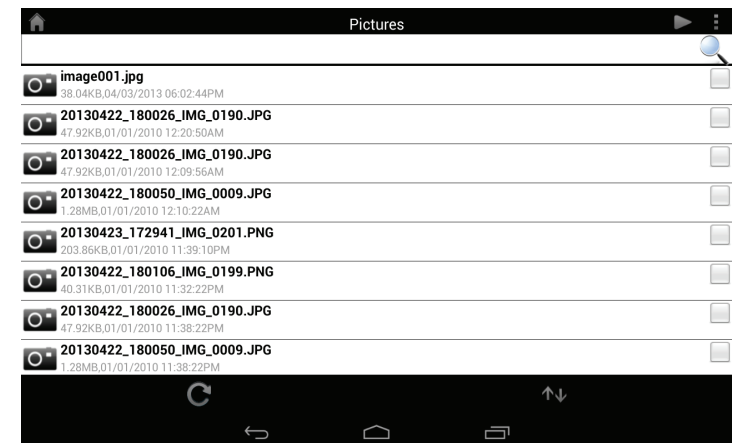 Pictures
image001.jpg
38.04KB,04/03/2013 06:02:44PM
20130422_180026_IMG_0190.JPG
47.92KB,01/01/2010 12:20:50AM
20130422_180026_IMG_0190.JPG
47.92KB,01/01/2010 12:09:56AM
20130422_180050_IMG_0009.JPG
1.28MB,01/01/2010 12:10:22AM
20130423_172941_IMG_0201.PNG
203.86KB,01/01/2010 11:39:10PM
20130422_180106_IMG_0199.PNG
40.31KB,01/01/2010 11:32:22PM
20130422_180026_IMG_0190.JPG
47.92KB,01/01/2010 11:38:22PM
20130422_180050_IMG_0009.JPG
1.28MB,01/01/2010 11:38:22PM